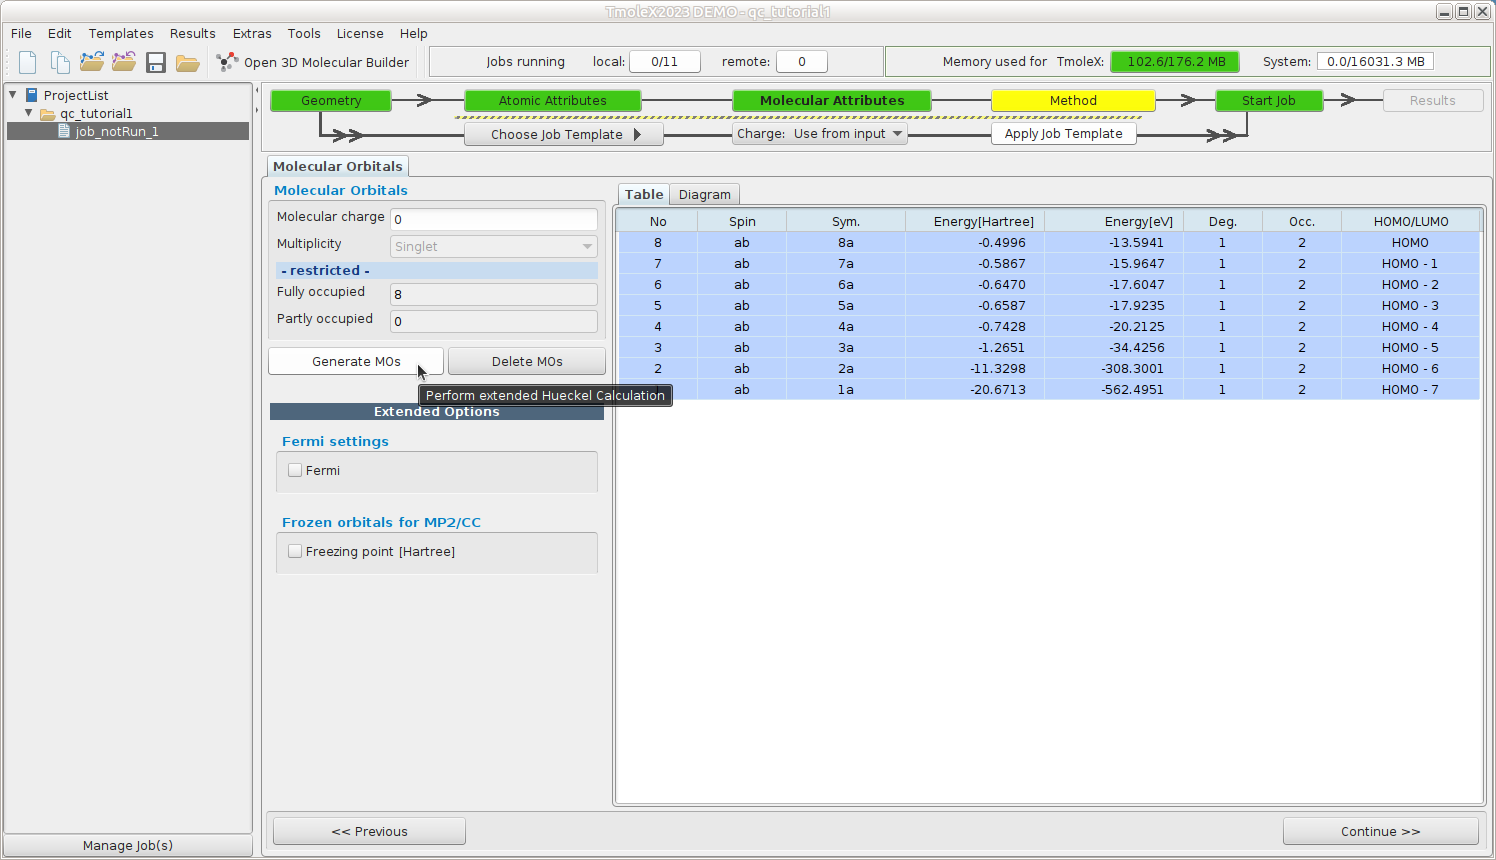 TmoleX2023 DEMO - qc_tutorial1
File Edit Templates Results Extras Tools License Help
Open 3D Molecular Builder Jobs running local: 0/11 remote: 0 Memory used for TmoleX: 102.6/176.2 MB System: 0.0/16031.3 MB
ProjectList
qc_tutorial1
job_notRun_1
Manage Job(s)
Geometry Atomic Attributes Molecular Attributes Method Start Job Results
Choose Job Template Charge: Use from input Apply Job Template
Molecular Orbitals
Molecular Orbitals
Molecular charge 0
Multiplicity Singlet
- restricted -
Fully occupied 8
Partly occupied 0
Generate MOs Delete MOs
Perform extended Hueckel Calculation
Extended Options
Fermi settings
Fermi
Frozen orbitals for MP2/CC
Freezing point [Hartree]
Table Diagram
No Spin Sym. Energy[Hartree] Energy[eV] Deg. Occ. HOMO/LUMO
8 ab 8a -0.4996 -13.5941 1 2 HOMO
7 ab 7a -0.5867 -15.9647 1 2 HOMO - 1
6 ab 6a -0.6470 -17.6047 1 2 HOMO - 2
5 ab 5a -0.6587 -17.9235 1 2 HOMO - 3
4 ab 4a -0.7428 -20.2125 1 2 HOMO - 4
3 ab 3a -1.2651 -34.4256 1 2 HOMO - 5
2 ab 2a -11.3298 -308.3001 1 2 HOMO - 6
ab 1a -20.6713 -562.4951 1 2 HOMO - 7
<< Previous Continue >>